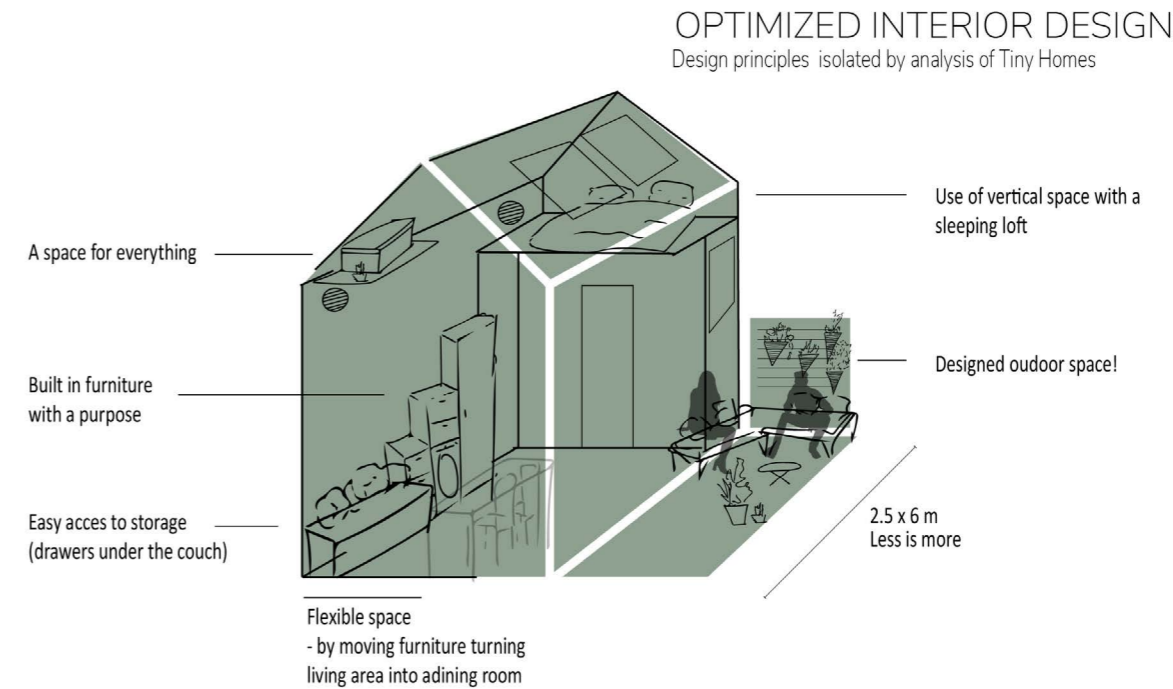 OPTIMIZED INTERIOR DESIGN
Design principles isolated by analysis of Tiny Homes
Use of vertical space with a
sleeping loft
A space for everything
Designed oudoor space!
Built in furniture
with a purpose
Easy acces to storage
(drawers under the couch)
2.5 x 6 m
Less is more
Flexible space
- by moving furniture turning
living area into adining room